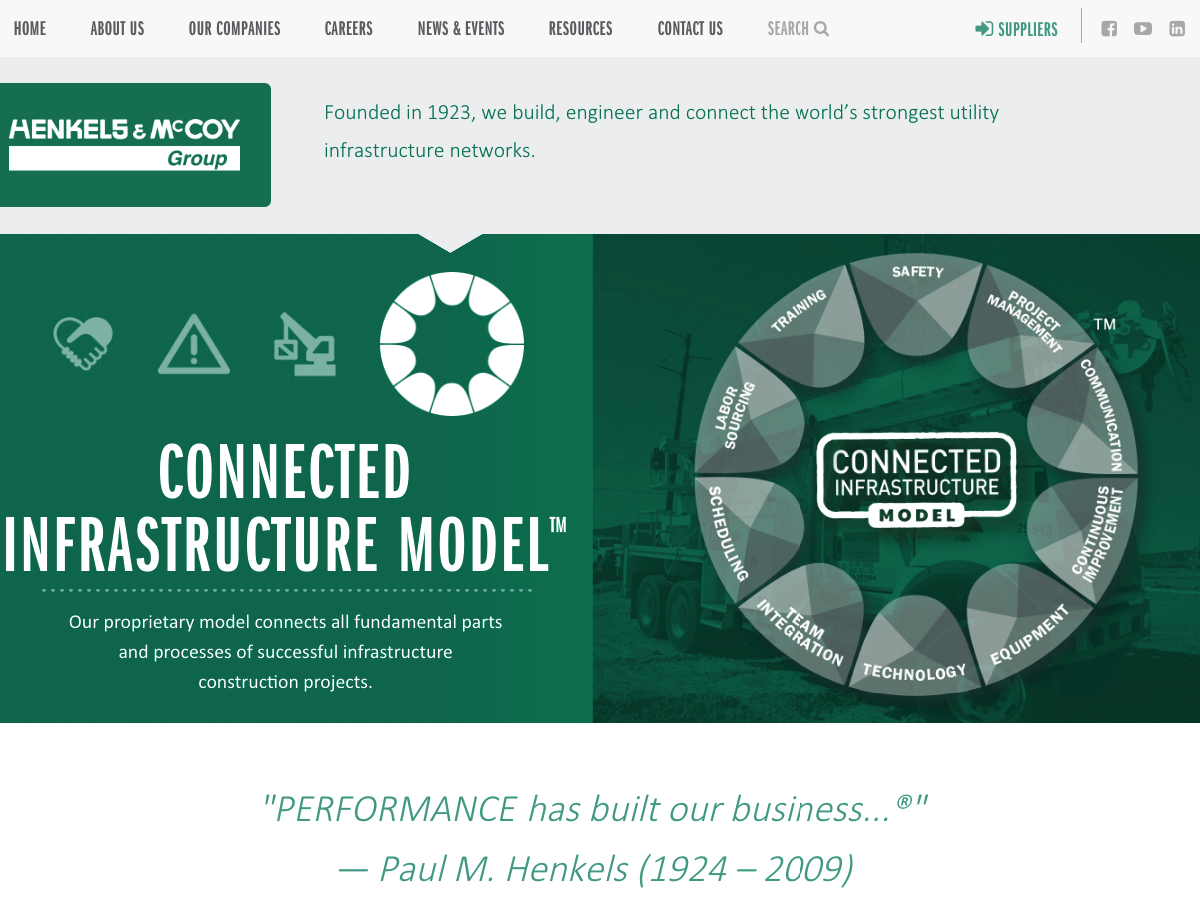 HOME ABOUT US OUR COMPANIES CAREERS NEWS & EVENTS RESOURCES CONTACT US SEARCH SUPPLIERS
HENKELS & McCOY
Group
Founded in 1923, we build, engineer and connect the world’s strongest utility
infrastructure networks.
CONNECTED
INFRASTRUCTURE MODEL™
Our proprietary model connects all fundamental parts
and processes of successful infrastructure
construction projects.
SAFETY
PROJECT
MANAGEMENT
TM
COMMUNICATION
CONTINUOUS
IMPROVEMENT
EQUIPMENT
TECHNOLOGY
TEAM
INTEGRATION
SCHEDULING
LABOR
SOURCING
TRAINING
CONNECTED
INFRASTRUCTURE
MODEL
"PERFORMANCE has built our business...®"
— Paul M. Henkels (1924 – 2009)